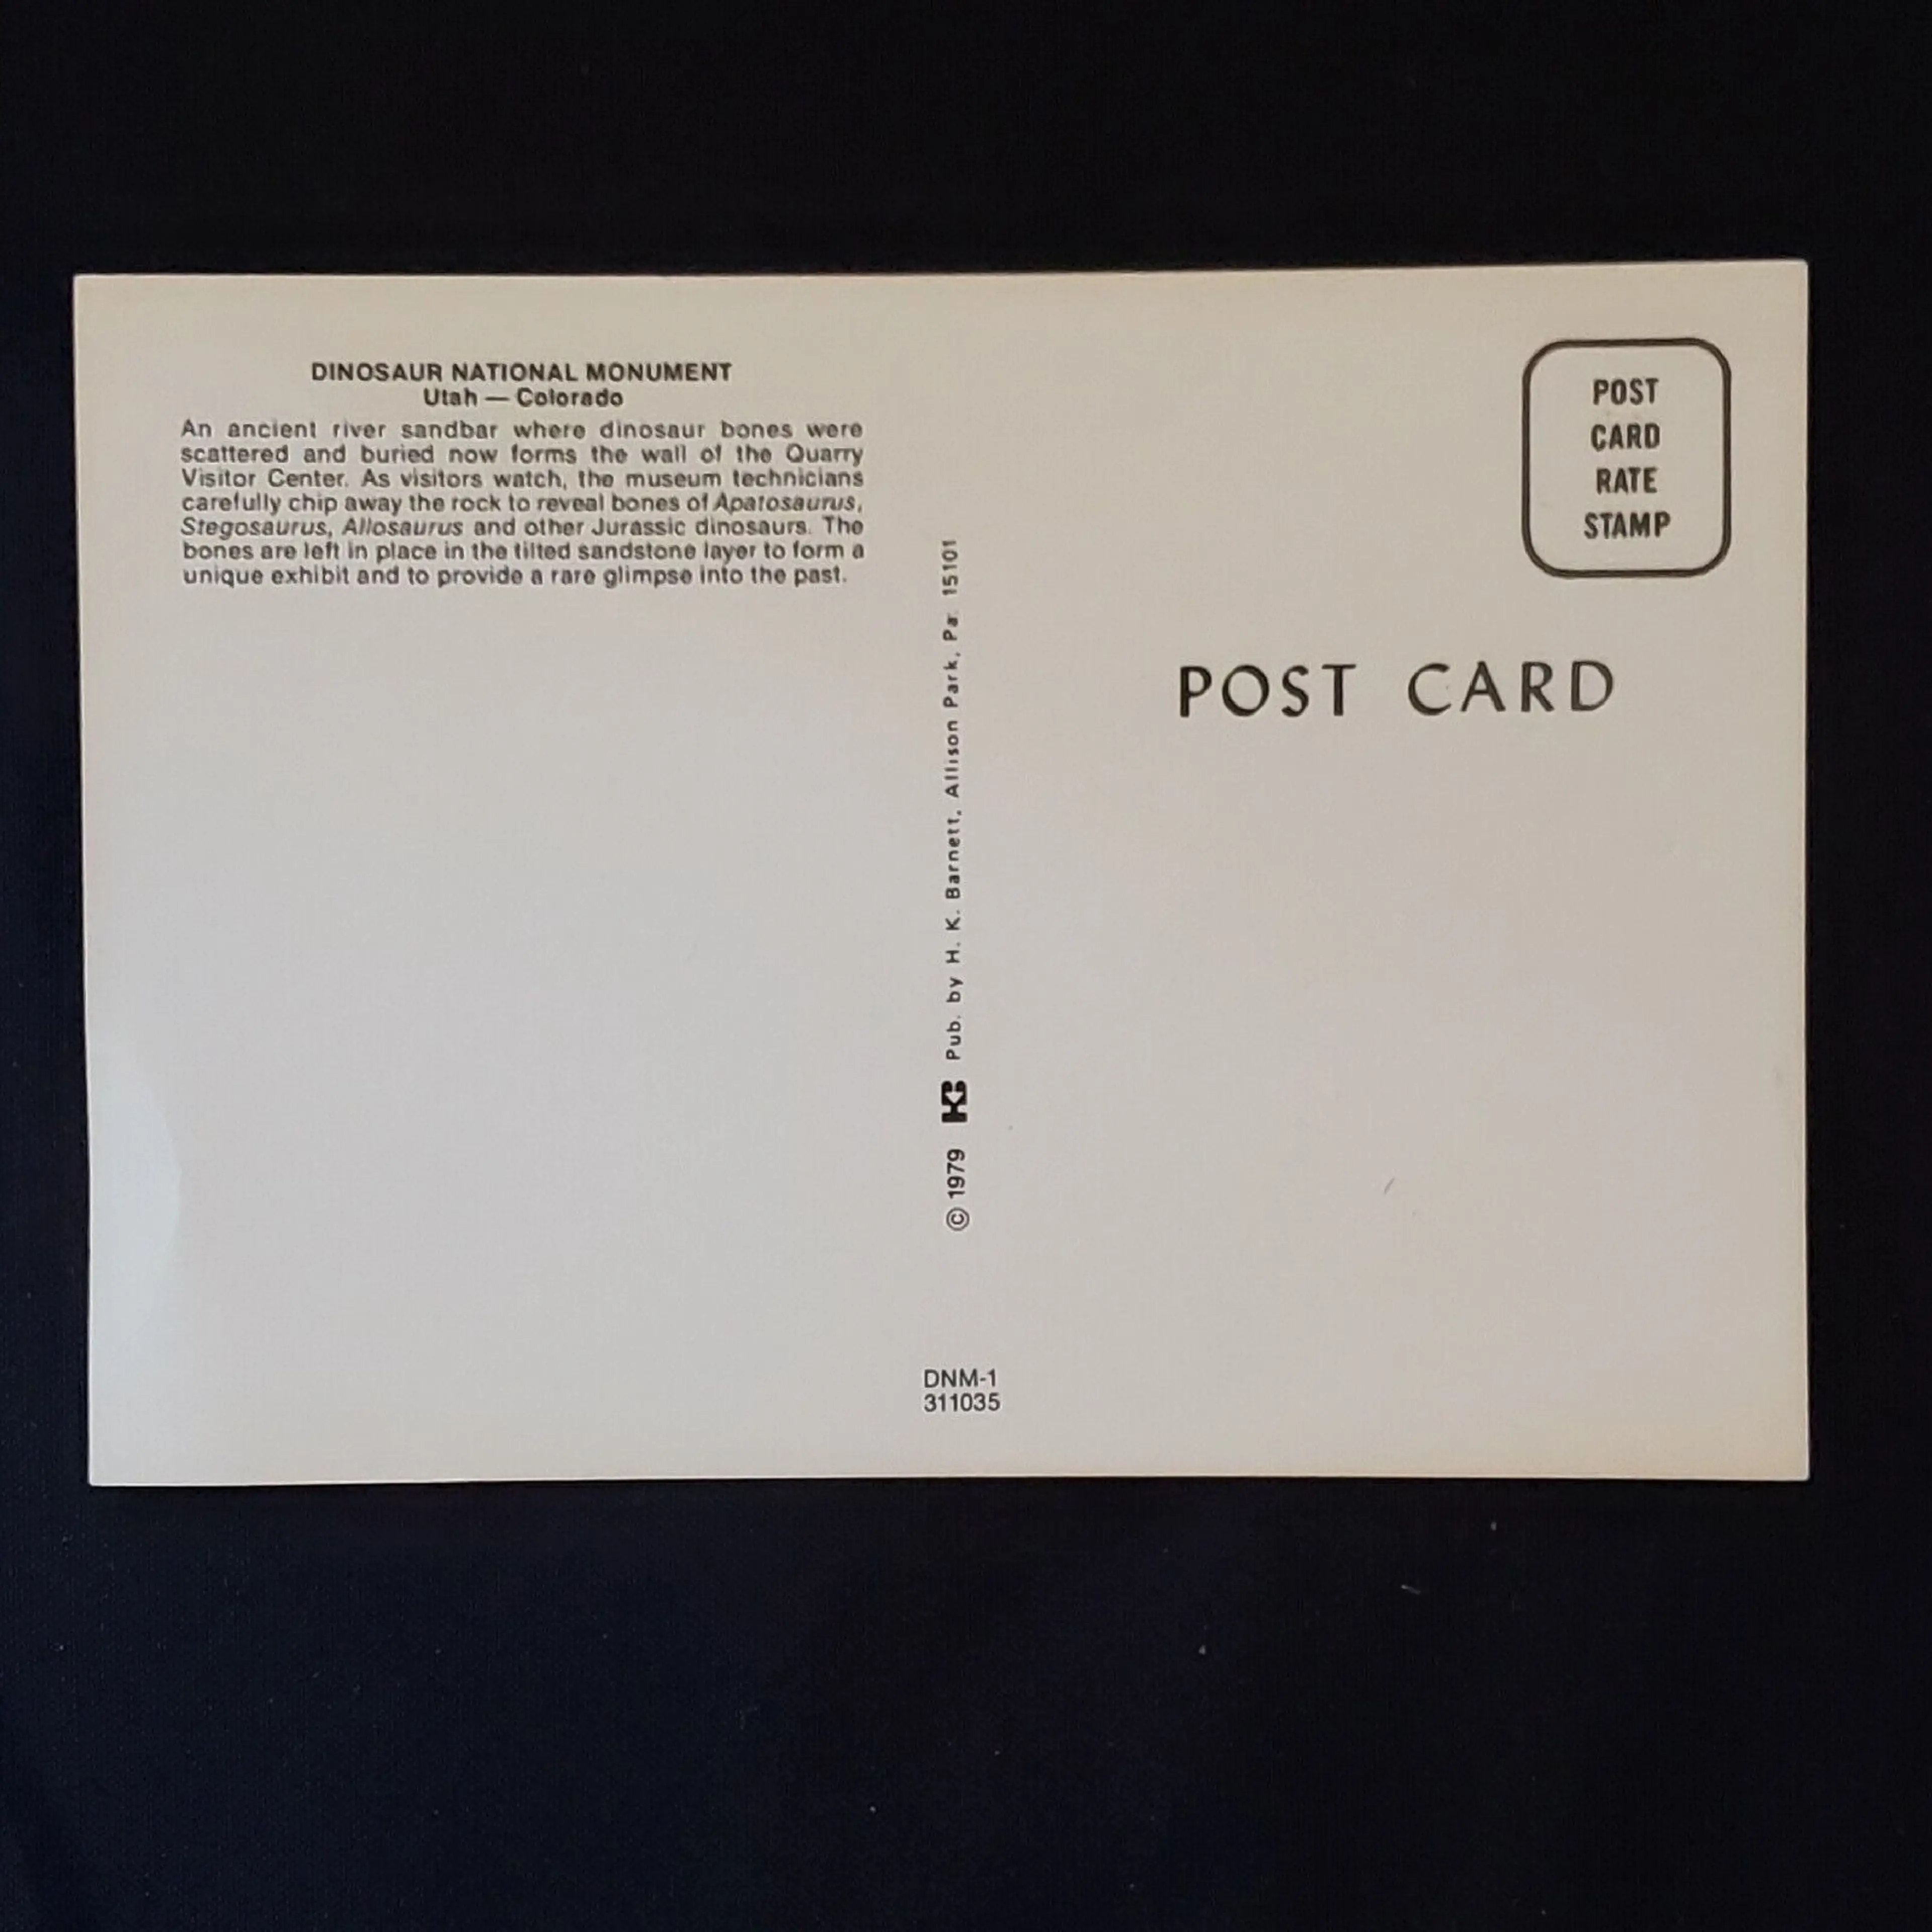 DINOSAUR NATIONAL MONUMENT
Utah — Colorado
An ancient river sandbar where dinosaur bones were
scattered and buried now forms the wall of the Quarry
Visitor Center. As visitors watch, the museum technicians
carefully chip away the rock to reveal bones of Apatosaurus,
Stegosaurus, Allosaurus and other Jurassic dinosaurs. The
bones are left in place in the tilted sandstone layer to form a
unique exhibit and to provide a rare glimpse into the past.
© 1979 KB Pub. by H. K. Barnett, Allison Park, Pa. 15101
DNM-1
311035
POST
CARD
RATE
STAMP
POST CARD